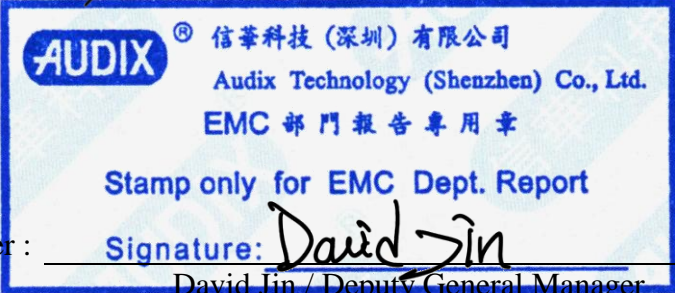 AUDIX ® 信華科技 (深圳) 有限公司
Audix Technology (Shenzhen) Co., Ltd.
EMC 部門報告專用章
Stamp only for EMC Dept. Report
er : Signature: David Jin
David Jin / Deputy General Manager